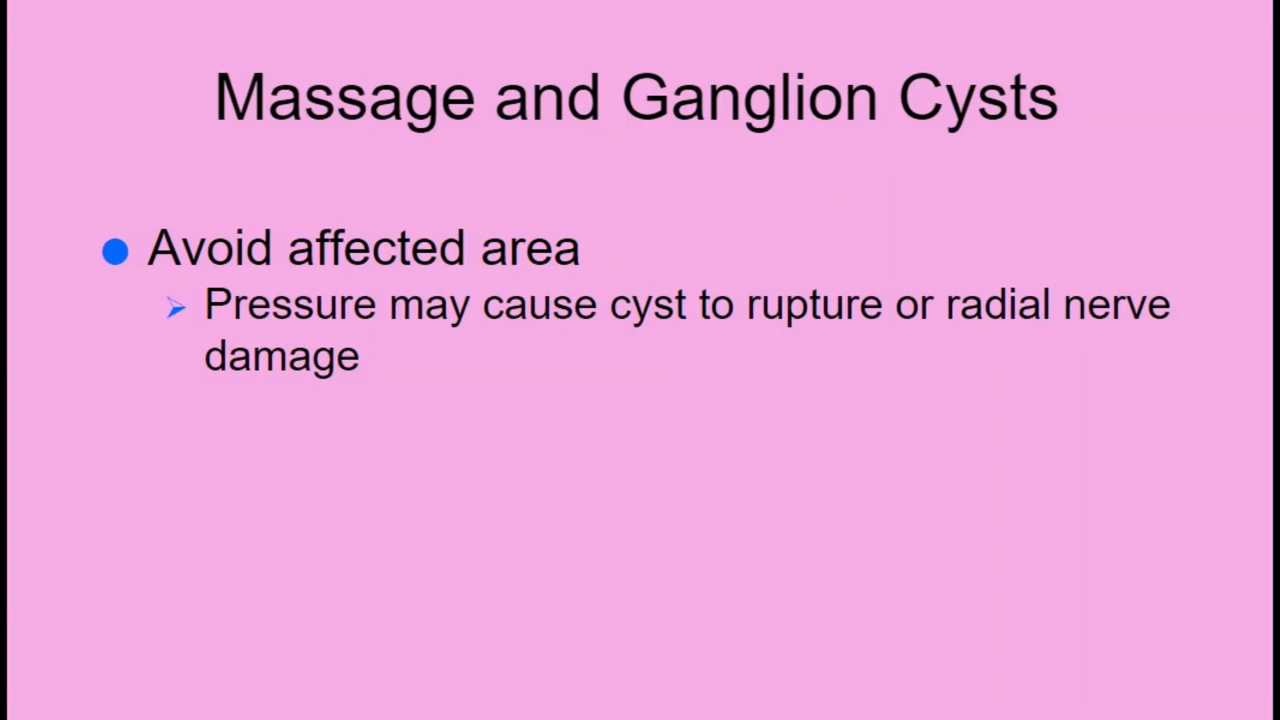 Massage and Ganglion Cysts
Avoid affected area
Pressure may cause cyst to rupture or radial nerve
damage